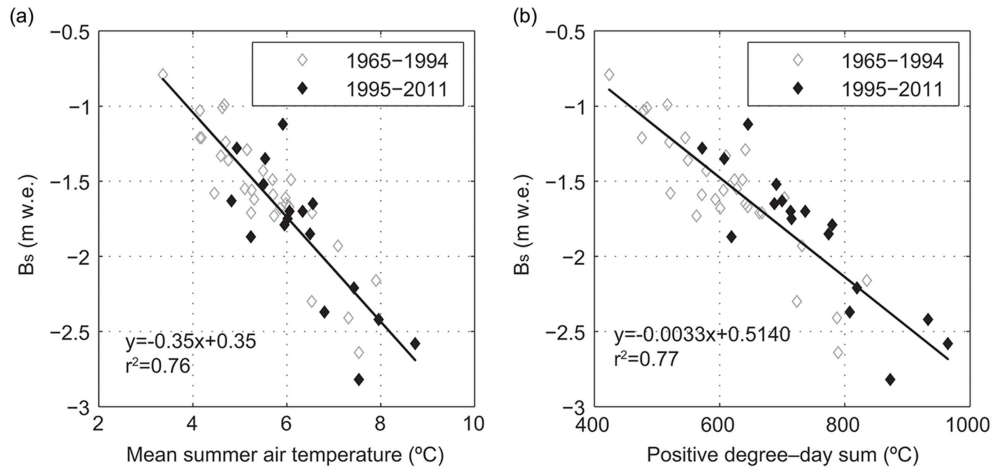 (a)
−0.5
−1
−1.5
−2
−2.5
−3
Bs (m w.e.)
1965−1994
1995−2011
y=-0.35x+0.35
r²=0.76
2 4 6 8 10
Mean summer air temperature (ºC)
(b)
−0.5
−1
−1.5
−2
−2.5
−3
Bs (m w.e.)
1965−1994
1995−2011
y=-0.0033x+0.5140
r²=0.77
400 600 800 1000
Positive degree–day sum (ºC)